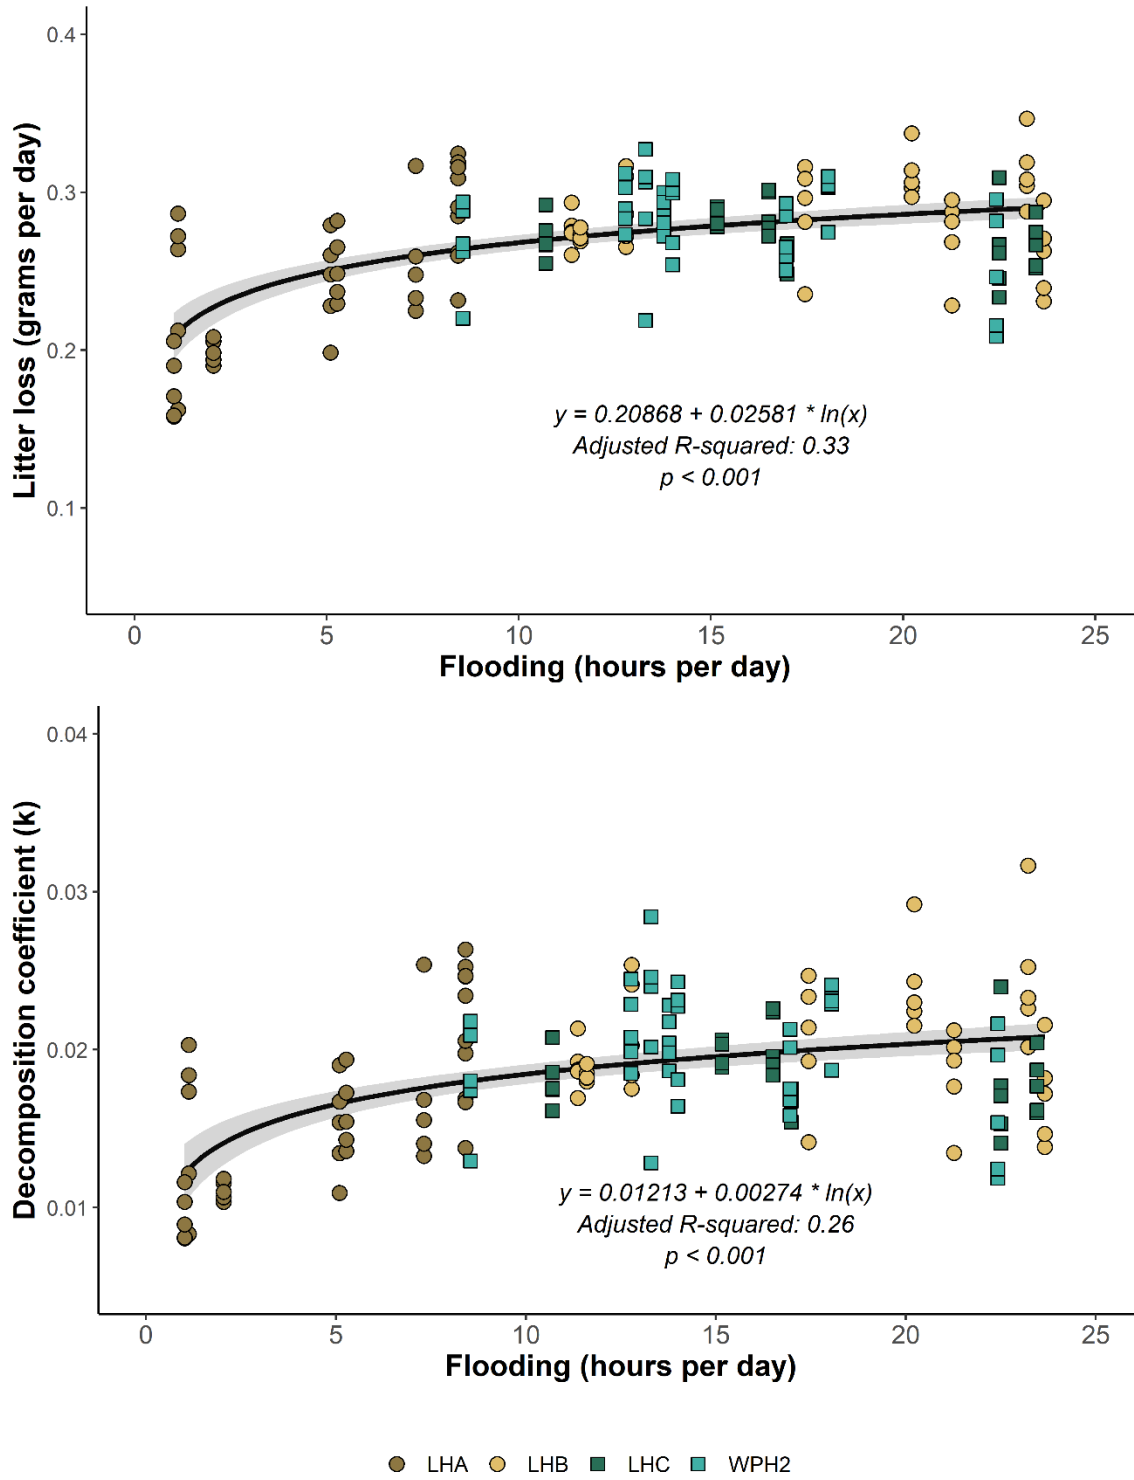 Litter loss (grams per day)
0.4
0.3
0.2
0.1
y = 0.20868 + 0.02581 * ln(x)
Adjusted R-squared: 0.33
p < 0.001
0 5 10 15 20 25
Flooding (hours per day)
Decomposition coefficient (k)
0.04
0.03
0.02
0.01
y = 0.01213 + 0.00274 * ln(x)
Adjusted R-squared: 0.26
p < 0.001
0 5 10 15 20 25
Flooding (hours per day)
LHA LHB LHC WPH2